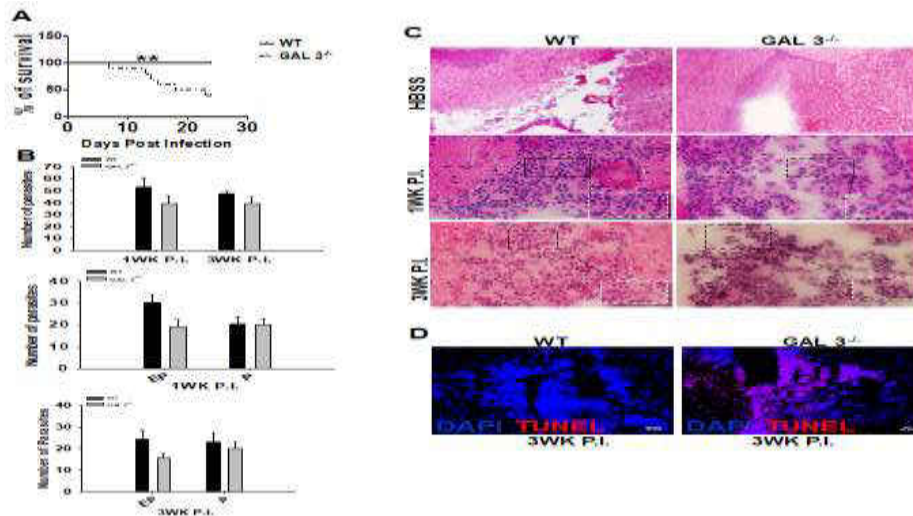 A
% of survival
150
100
50
0
0 10 20 30
Days Post Infection
**
WT
GAL 3-/-
B
Number of parasites
70
60
50
40
30
20
10
0
1WK P.I. 3WK P.I.
Number of parasites
40
30
20
10
0
Ep P
1WK P.I.
Number of Parasites
40
30
20
10
0
Ep P
3WK P.I.
C
WT GAL 3-/-
HBSS
1WK P.I.
3WK P.I.
D
WT GAL 3-/-
DAPI TUNEL DAPI TUNEL
3WK P.I. 3WK P.I.